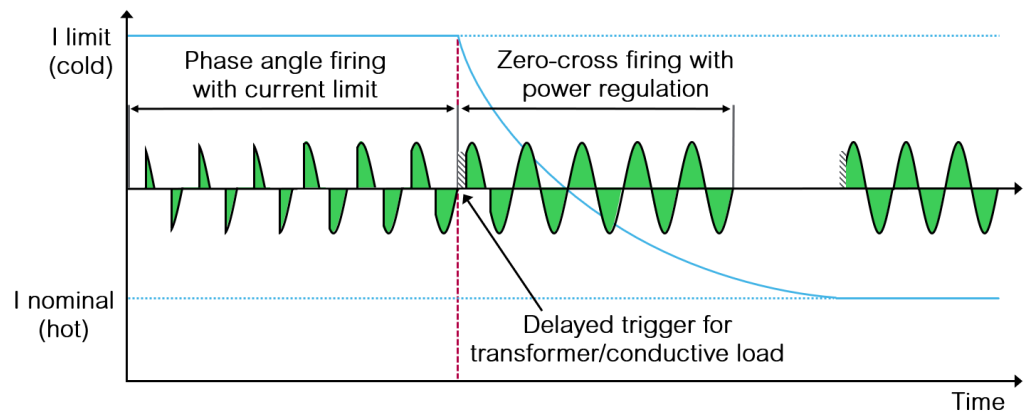 I limit
(cold)
Phase angle firing
with current limit
Zero-cross firing with
power regulation
I nominal
(hot)
Delayed trigger for
transformer/conductive load
Time